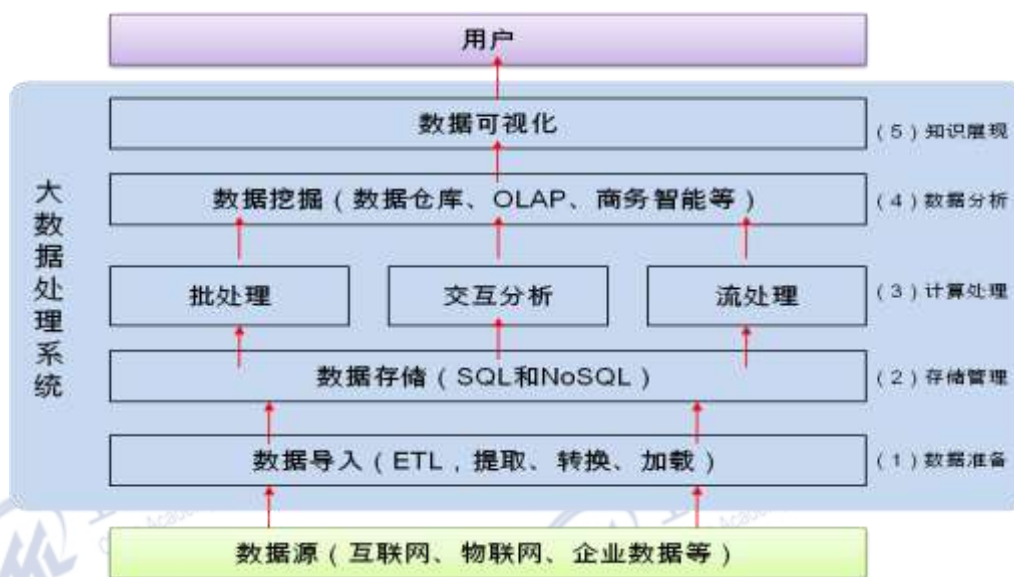 用户
数据可视化
(5)知识展现
大数据处理系统
数据挖掘(数据仓库、OLAP、商务智能等)
(4)数据分析
批处理
交互分析
流处理
(3)计算处理
数据存储(SQL和NoSQL)
(2)存储管理
数据导入(ETL,提取、转换、加载)
(1)数据准备
数据源(互联网、物联网、企业数据等)